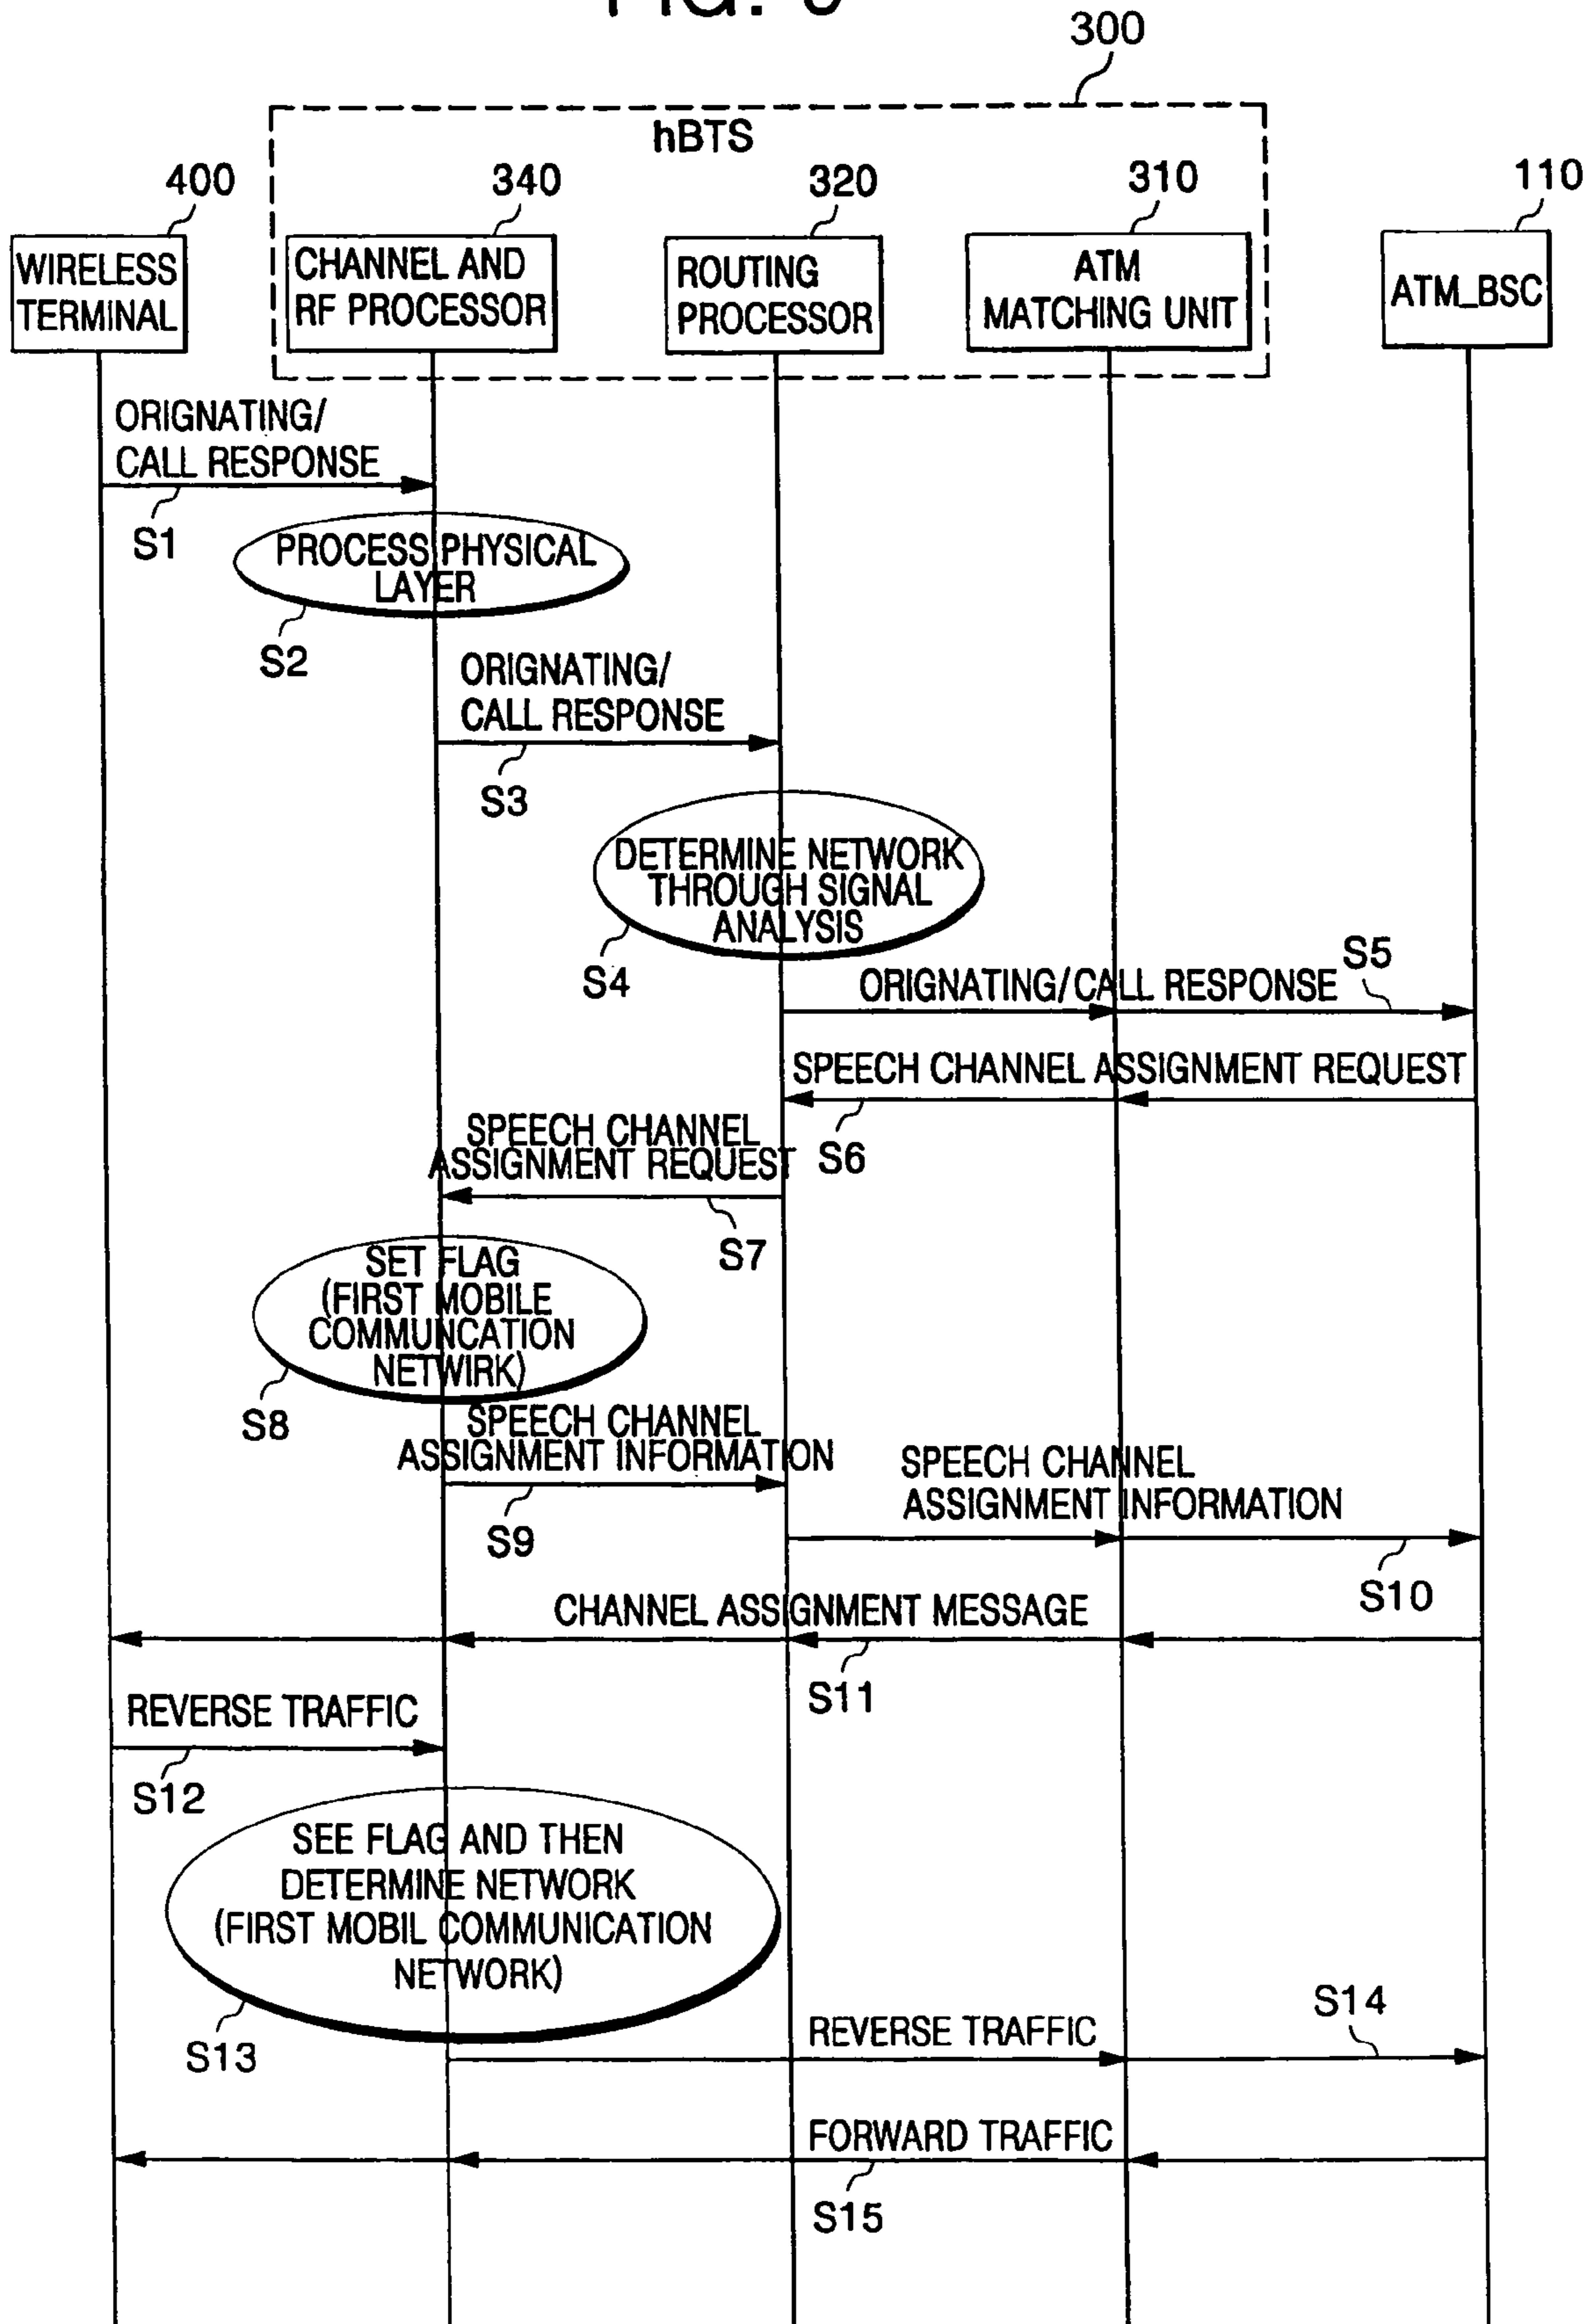 300
hBTS
400
340
320
310
110
WIRELESS
TERMINAL
CHANNEL AND
RF PROCESSOR
ROUTING
PROCESSOR
ATM
MATCHING UNIT
ATM_BSC
ORIGNATING/
CALL RESPONSE
S1
PROCESS PHYSICAL
LAYER
S2
ORIGNATING/
CALL RESPONSE
S3
DETERMINE NETWORK
THROUGH SIGNAL
ANALYSIS
S4
ORIGNATING/CALL RESPONSE
S5
SPEECH CHANNEL ASSIGNMENT REQUEST
S6
SPEECH CHANNEL
ASSIGNMENT REQUEST
S7
SET FLAG
(FIRST MOBILE
COMMUNCATION
NETWIRK)
S8
SPEECH CHANNEL
ASSIGNMENT INFORMATION
S9
SPEECH CHANNEL
ASSIGNMENT INFORMATION
S10
CHANNEL ASSIGNMENT MESSAGE
S11
REVERSE TRAFFIC
S12
SEE FLAG AND THEN
DETERMINE NETWORK
(FIRST MOBIL COMMUNICATION
NETWORK)
S13
REVERSE TRAFFIC
S14
FORWARD TRAFFIC
S15